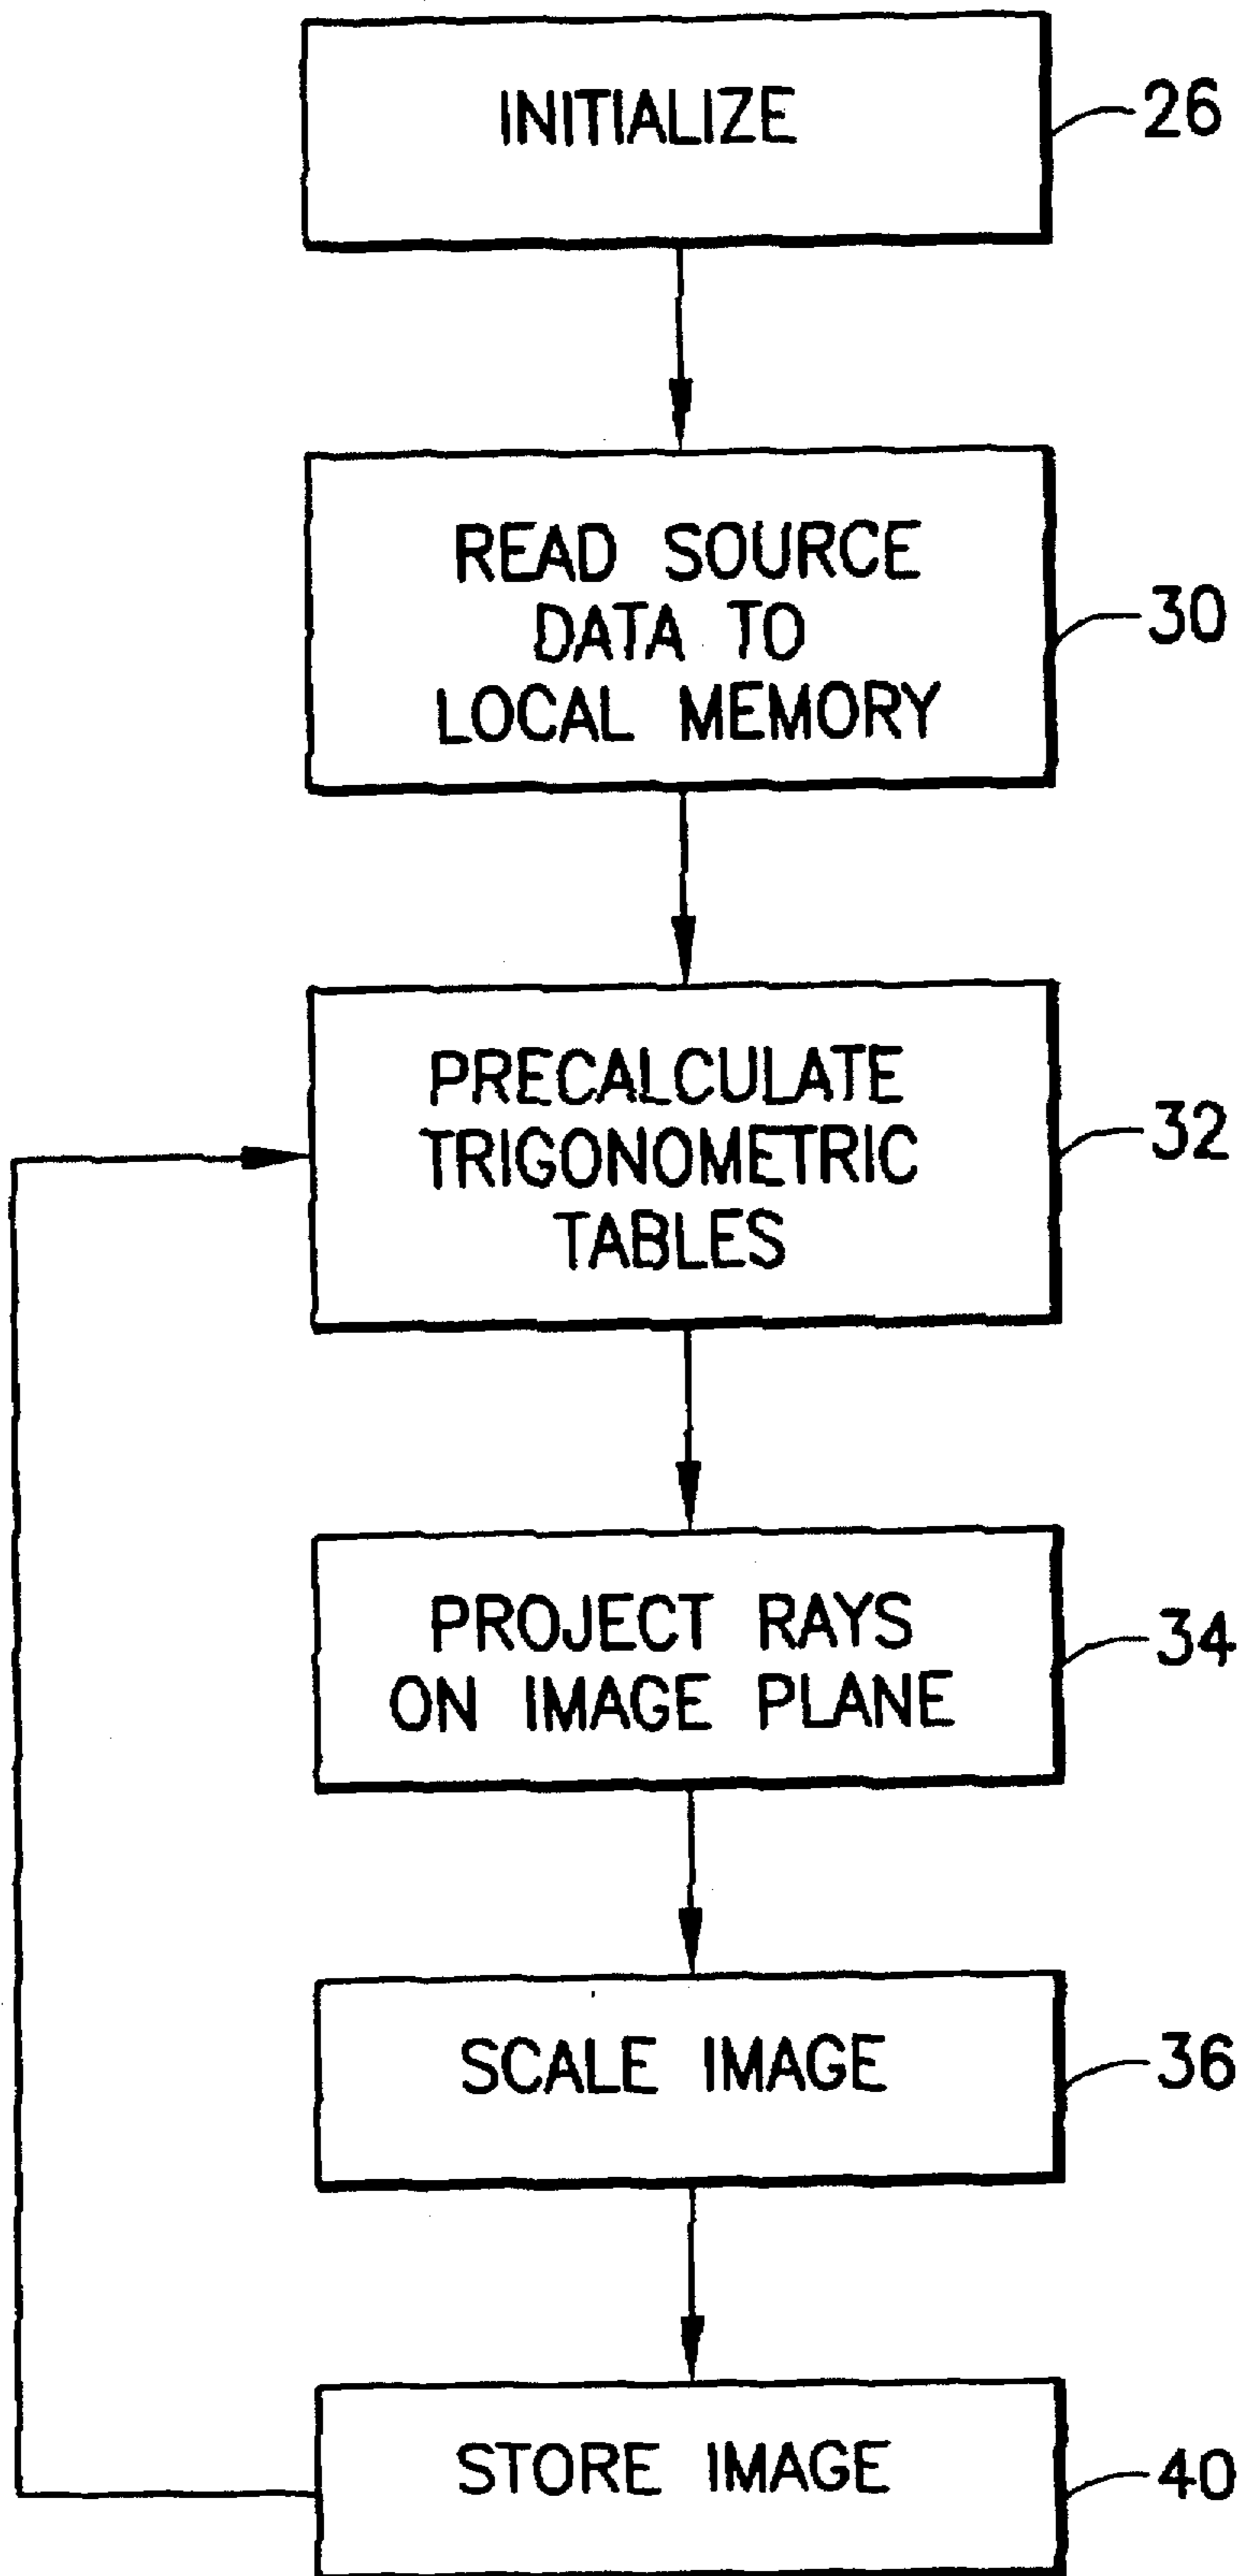 INITIALIZE
26
READ SOURCE
DATA TO
LOCAL MEMORY
30
PRECALCULATE
TRIGONOMETRIC
TABLES
32
PROJECT RAYS
ON IMAGE PLANE
34
SCALE IMAGE
36
STORE IMAGE
40